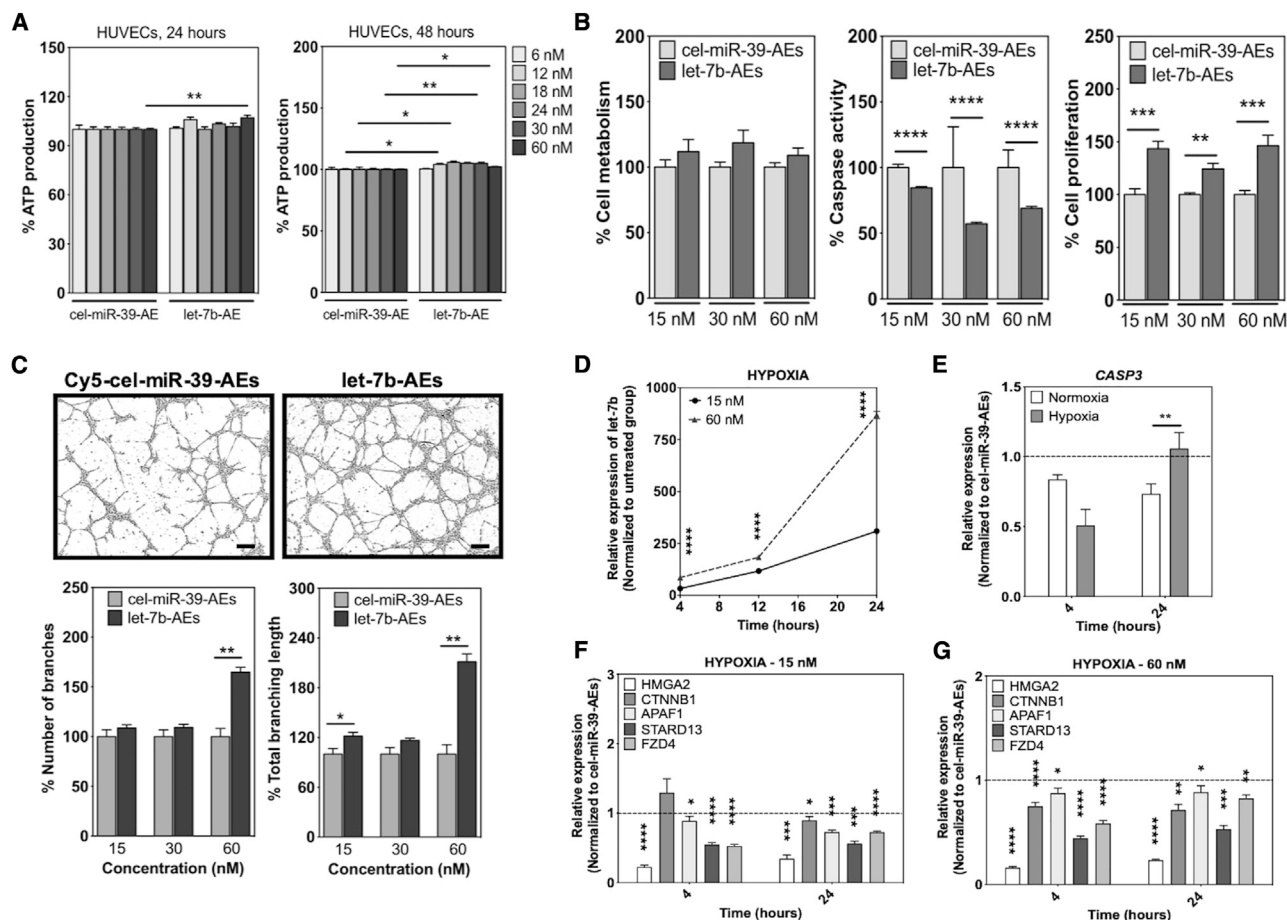 A
HUVECs, 24 hours
% ATP production
150
120
90
60
30
0
**
cel-miR-39-AE
let-7b-AE
HUVECs, 48 hours
% ATP production
200
150
100
50
0
*
**
*
*
cel-miR-39-AE
let-7b-AE
6 nM
12 nM
18 nM
24 nM
30 nM
60 nM
B
% Cell metabolism
200
150
100
50
0
cel-miR-39-AEs
let-7b-AEs
15 nM
30 nM
60 nM
% Caspase activity
200
150
100
50
0
cel-miR-39-AEs
let-7b-AEs
****
****
****
15 nM
30 nM
60 nM
% Cell proliferation
250
200
150
100
50
0
cel-miR-39-AEs
let-7b-AEs
***
**
***
15 nM
30 nM
60 nM
C
Cy5-cel-miR-39-AEs
let-7b-AEs
% Number of branches
250
200
150
100
50
0
cel-miR-39-AEs
let-7b-AEs
**
15
30
60
Concentration (nM)
% Total branching length
300
240
180
120
60
0
cel-miR-39-AEs
let-7b-AEs
*
**
15
30
60
Concentration (nM)
D
HYPOXIA
Relative expression of let-7b
(Normalized to untreated group)
1000
750
500
250
0
15 nM
60 nM
****
****
****
4
8
12
16
20
24
Time (hours)
E
CASP3
Relative expression
(Normalized to cel-miR-39-AEs)
1.5
1.0
0.5
0.0
Normoxia
Hypoxia
**
4
24
Time (hours)
F
HYPOXIA - 15 nM
Relative expression
(Normalized to cel-miR-39-AEs)
3
2
1
0
HMGA2
CTNNB1
APAF1
STARD13
FZD4
****
*
****
****
***
*
***
***
****
4
24
Time (hours)
G
HYPOXIA - 60 nM
Relative expression
(Normalized to cel-miR-39-AEs)
2
1
0
HMGA2
CTNNB1
APAF1
STARD13
FZD4
****
****
*
****
****
****
**
*
***
**
4
24
Time (hours)